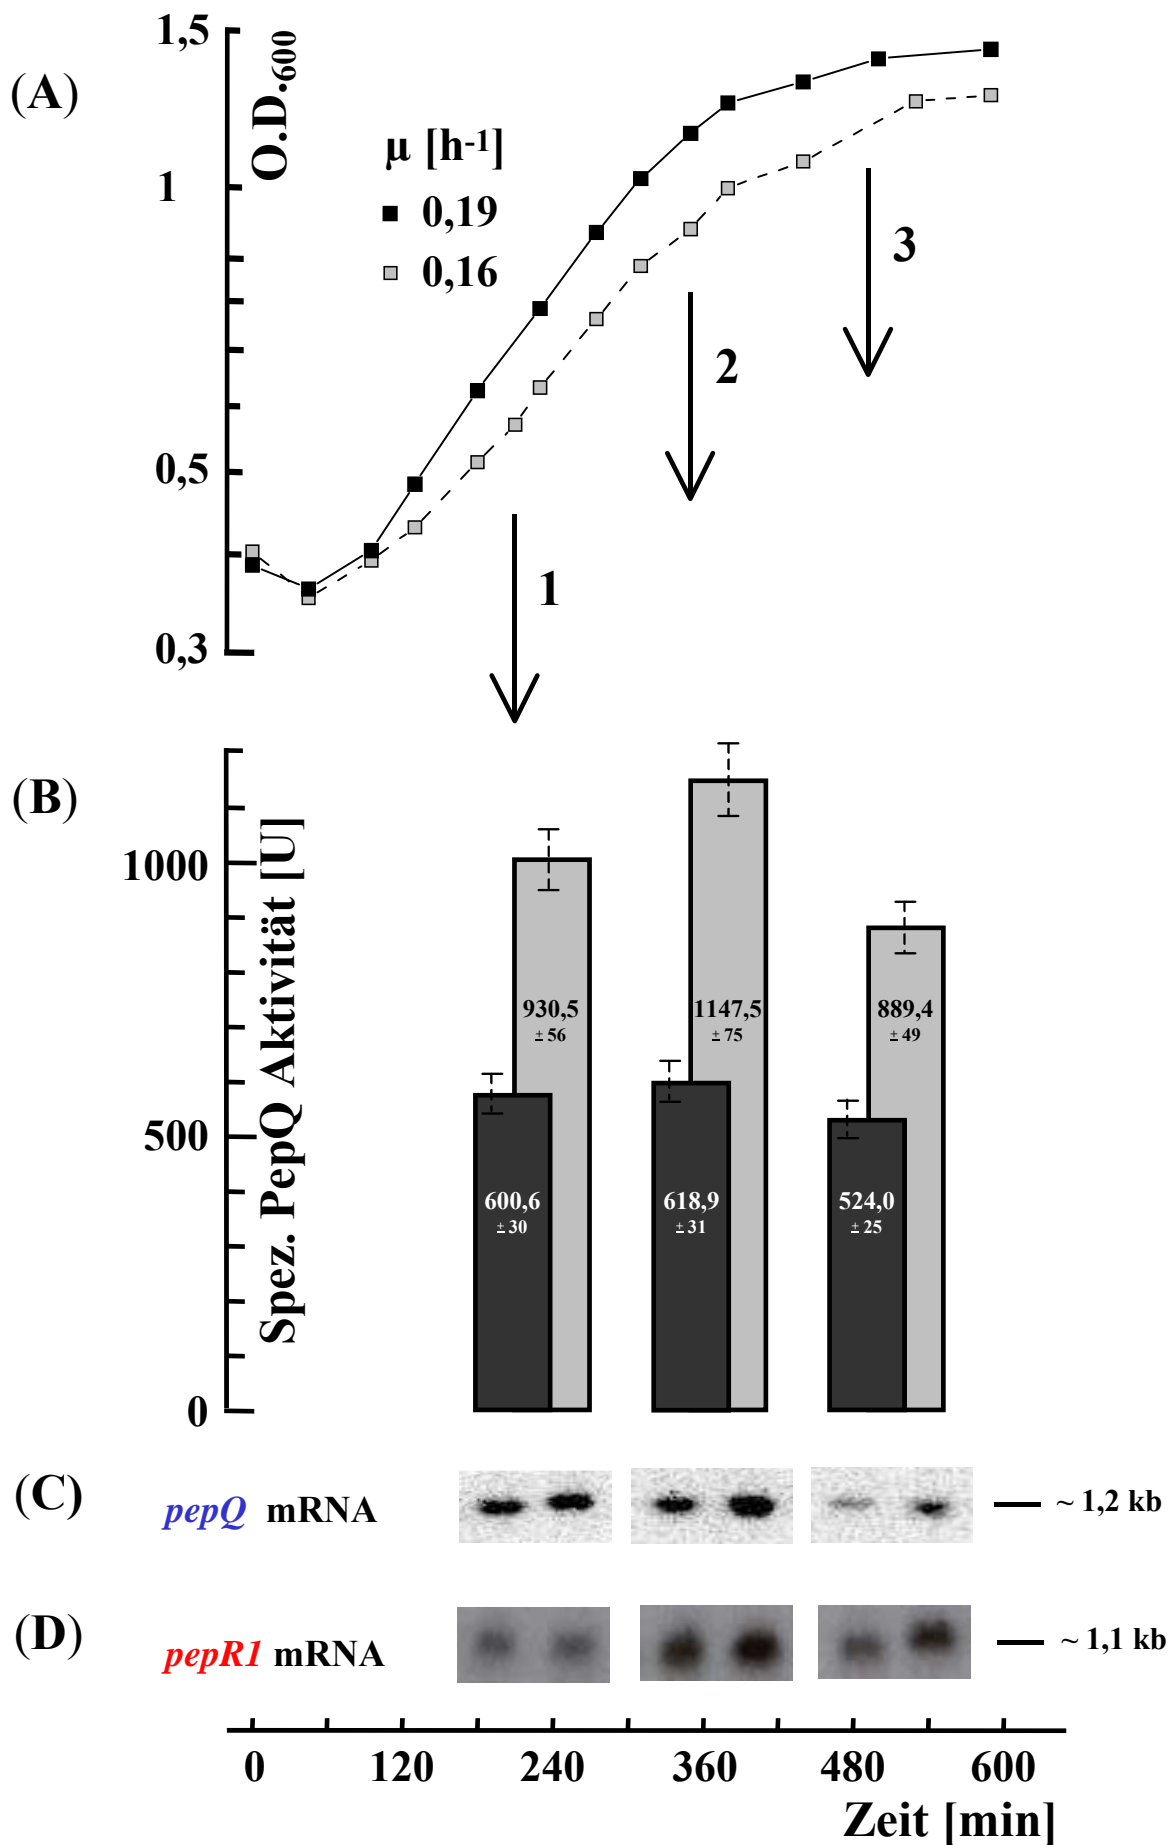 (A)
O.D.600
1,5
1
0,5
0,3
µ [h-1]
0,19
0,16
1
2
3
(B)
Spez. PepQ Aktivität [U]
1000
500
0
930,5
± 56
1147,5
± 75
889,4
± 49
600,6
± 30
618,9
± 31
524,0
± 25
(C)
pepQ mRNA
~ 1,2 kb
(D)
pepR1 mRNA
~ 1,1 kb
0 120 240 360 480 600
Zeit [min]